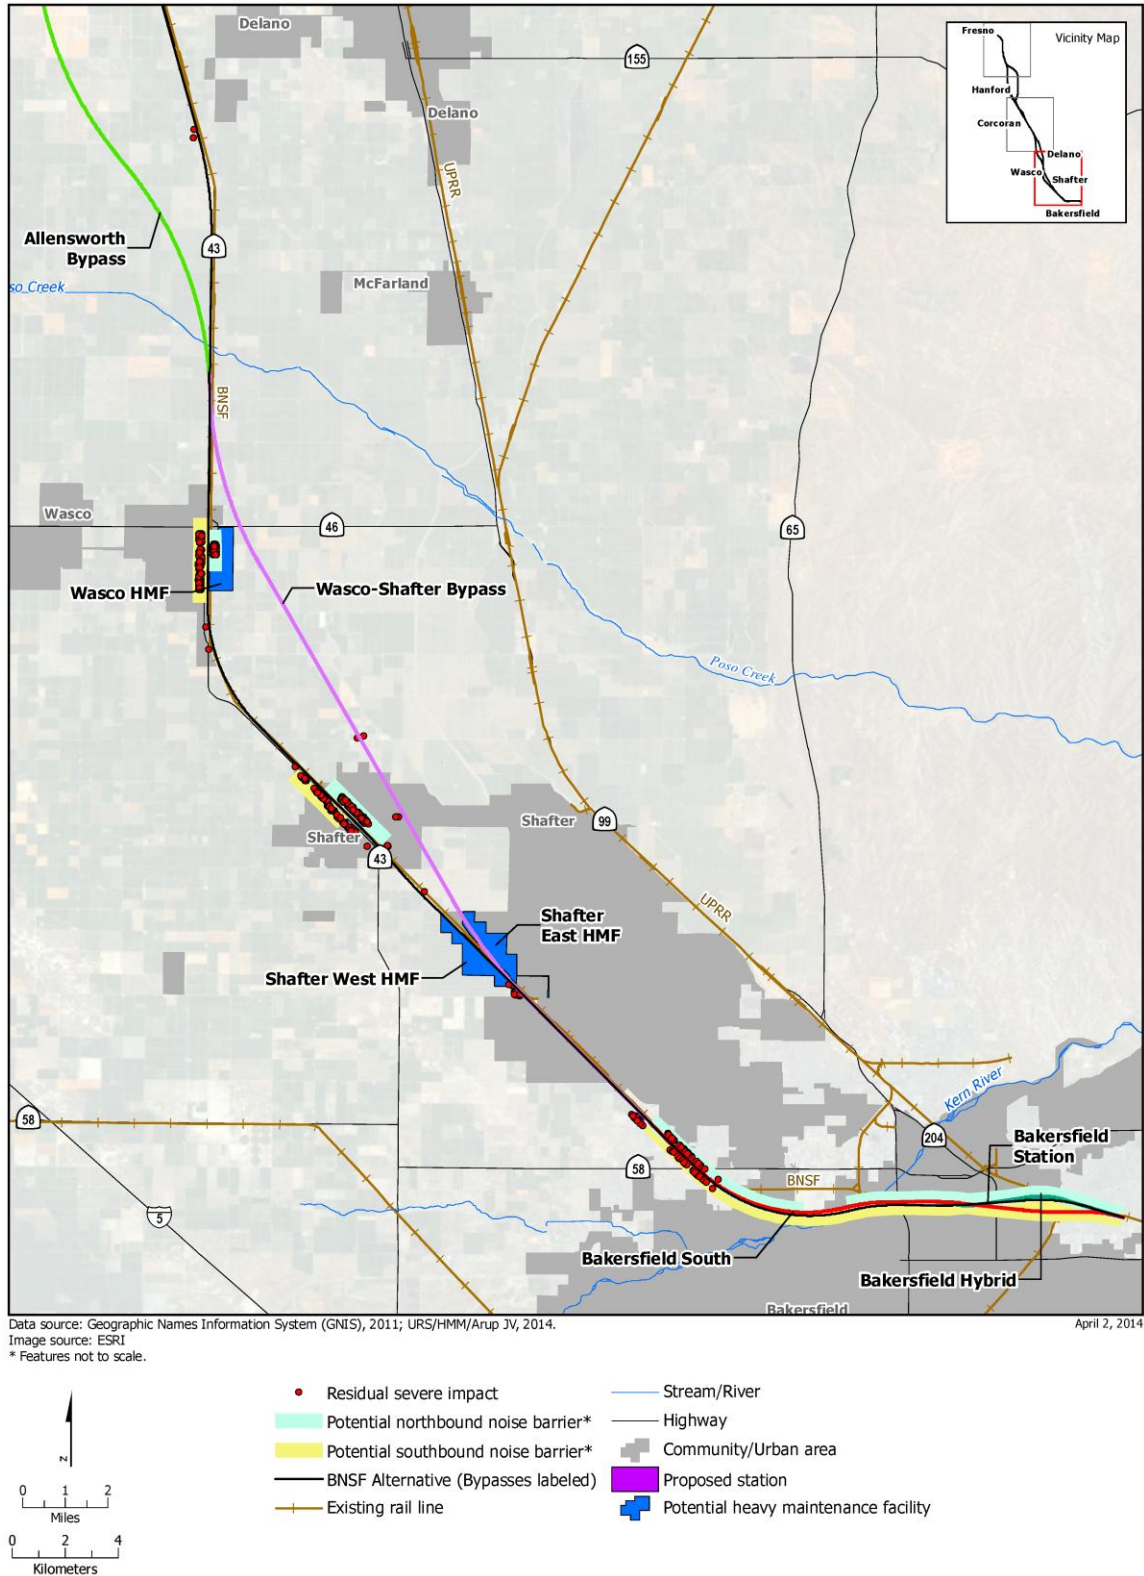 Delano
155
Delano
UPRR
Vicinity Map
Fresno
Hanford
Corcoran
Delano
Wasco
Shafter
Bakersfield
Allensworth
Bypass
43
so Creek
McFarland
BNSF
Wasco
46
65
Wasco HMF
Wasco-Shafter Bypass
Poso Creek
Shafter
Shafter
99
43
UPRR
Shafter
East HMF
Shafter West HMF
Kern River
58
204
Bakersfield
Station
58
BNSF
5
Bakersfield South
Bakersfield Hybrid
Bakersfield
Data source: Geographic Names Information System (GNIS), 2011; URS/HMM/Arup JV, 2014.
April 2, 2014
Image source: ESRI
* Features not to scale.
N
0 1 2
Miles
0 2 4
Kilometers
Residual severe impact
Potential northbound noise barrier*
Potential southbound noise barrier*
BNSF Alternative (Bypasses labeled)
Existing rail line
Stream/River
Highway
Community/Urban area
Proposed station
Potential heavy maintenance facility